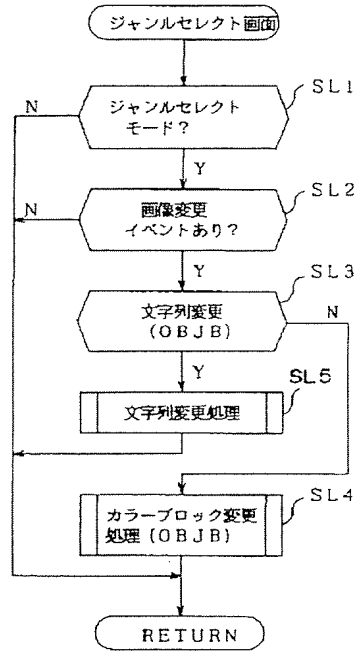 ジャンルセレクト画面
SL1
ジャンルセレクト
モード?
N
Y
SL2
画像変更
イベントあり?
N
Y
SL3
文字列変更
(OBJB)
N
Y
SL5
文字列変更処理
SL4
カラーブロック変更
処理(OBJB)
RETURN